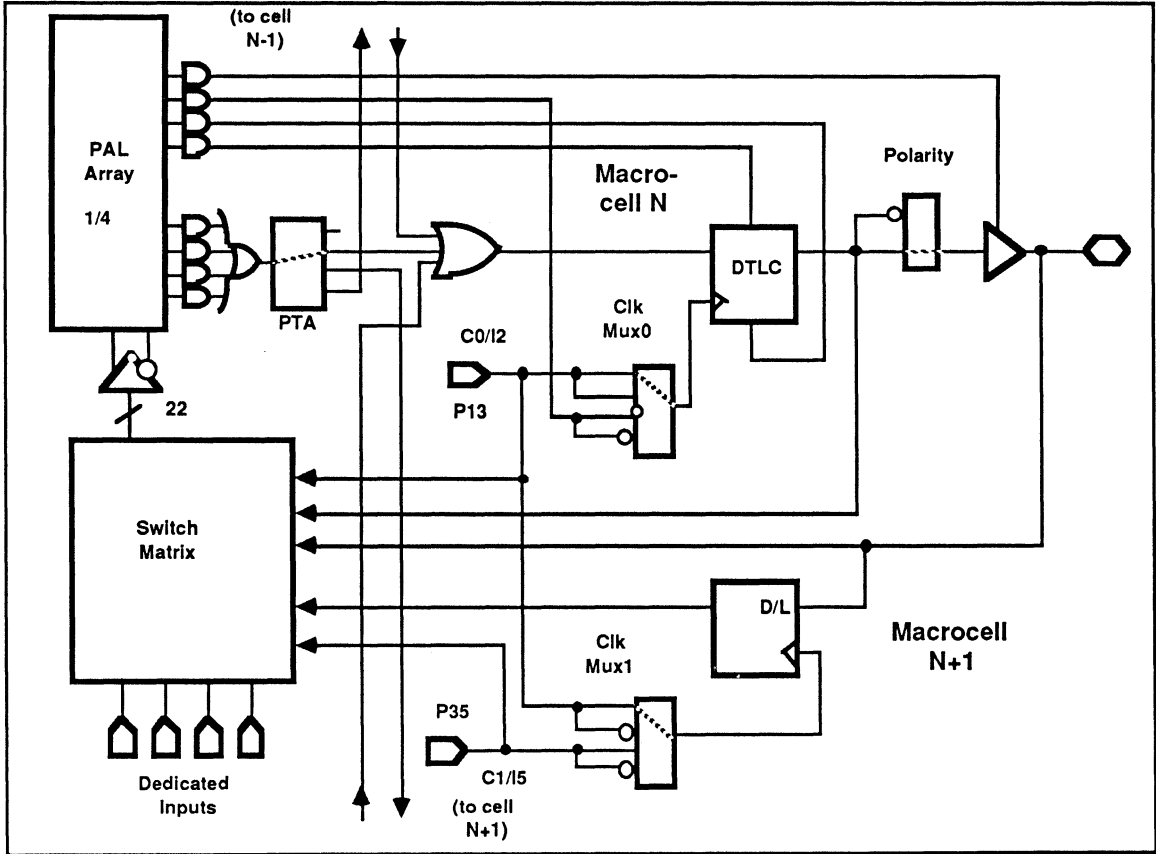 (to cell
N-1)
PAL
Array
1/4
Macro-
cell N
Polarity
DTLC
PTA
Clk
Mux0
C0/I2
P13
22
Switch
Matrix
D/L
Macrocell
N+1
Clk
Mux1
P35
C1/I5
Dedicated
Inputs
(to cell
N+1)